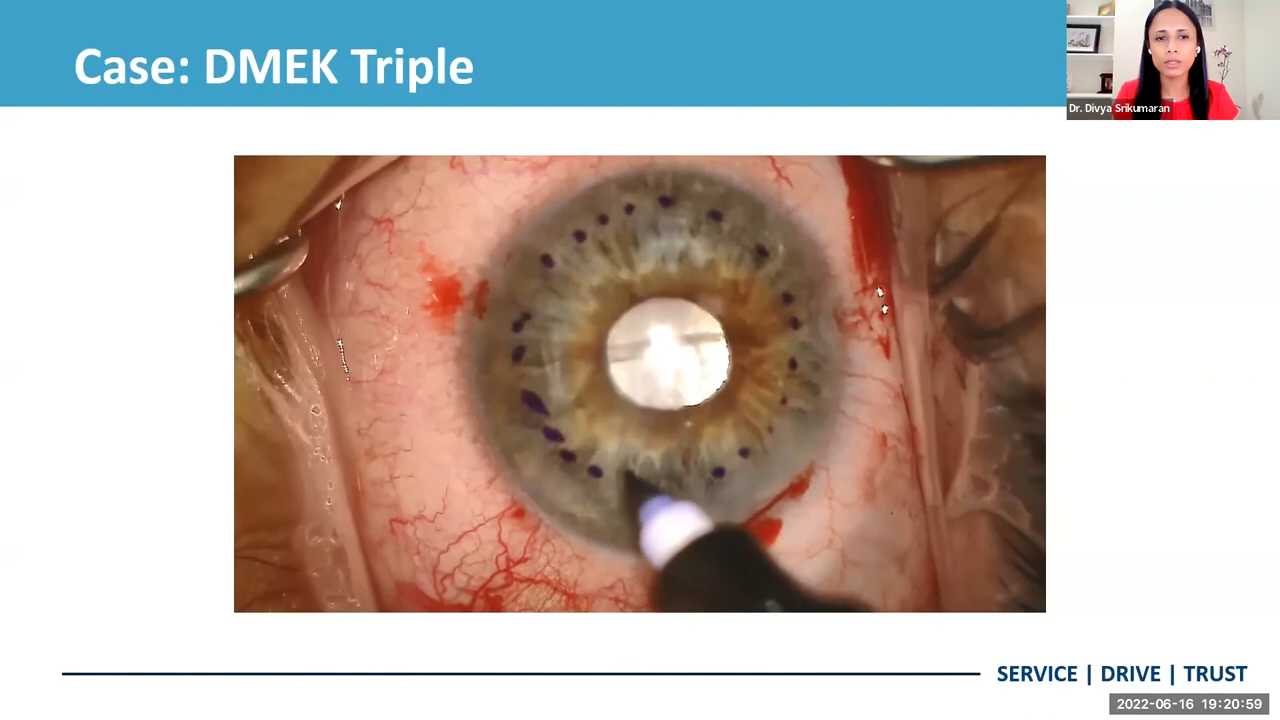 Case: DMEK Triple
Dr. Divya Srikumaran
SERVICE | DRIVE | TRUST
2022-06-16 19:20:59